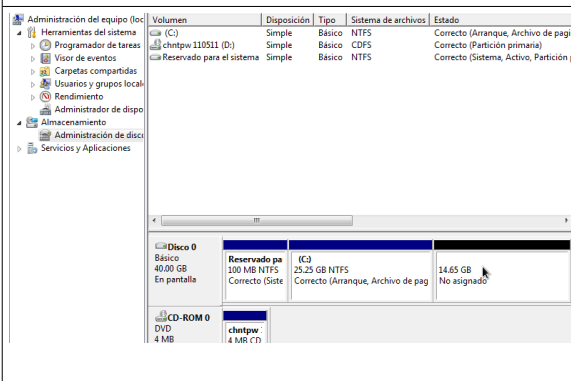 Administración del equipo (loc
Herramientas del sistema
Programador de tareas
Visor de eventos
Carpetas compartidas
Usuarios y grupos local
Rendimiento
Administrador de dispo
Almacenamiento
Administración de disc
Servicios y Aplicaciones
Volumen Disposición Tipo Sistema de archivos Estado
(C:) Simple Básico NTFS Correcto (Arranque, Archivo de pagi
chntpw 110511 (D:) Simple Básico CDFS Correcto (Partición primaria)
Reservado para el sistema Simple Básico NTFS Correcto (Sistema, Activo, Partición p
Disco 0
Básico
40.00 GB
En pantalla
Reservado pa
100 MB NTFS
Correcto (Siste
(C:)
25.25 GB NTFS
Correcto (Arranque, Archivo de pag
14.65 GB
No asignado
CD-ROM 0
DVD
4 MB
chntpw
4 MB CD